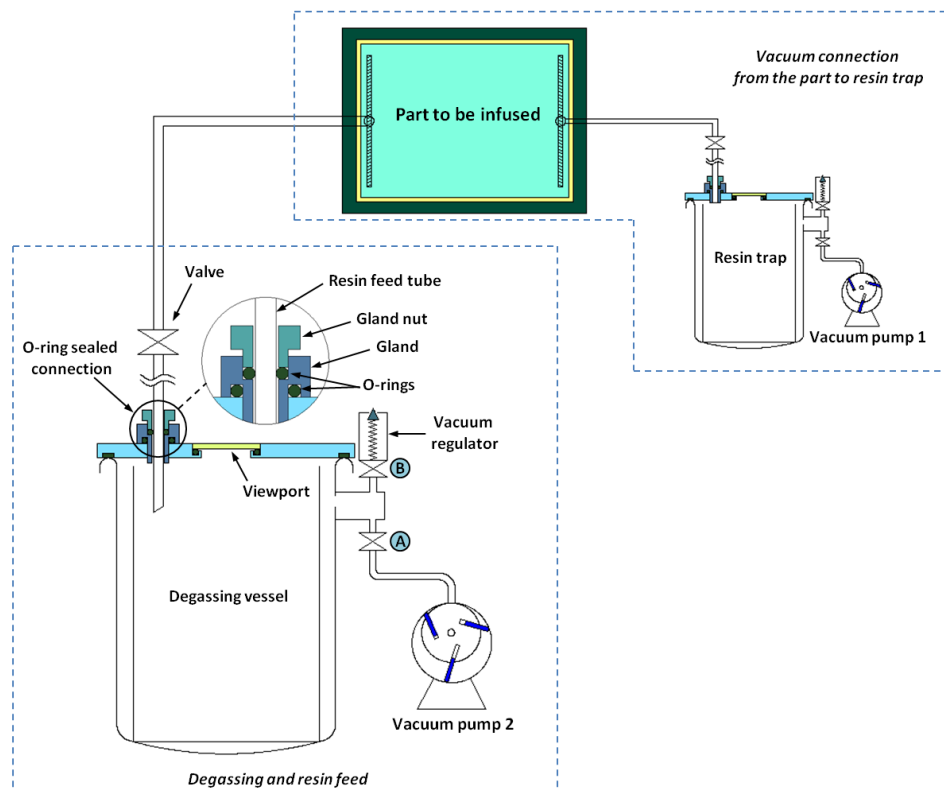 Vacuum connection
from the part to resin trap
Part to be infused
Resin trap
Vacuum pump 1
Valve
Resin feed tube
Gland nut
O-ring sealed
connection
Gland
O-rings
Vacuum
regulator
B
Viewport
A
Degassing vessel
Vacuum pump 2
Degassing and resin feed